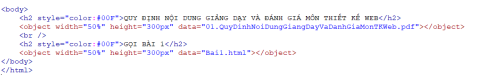 <body>
<h2 style="color:#00F">QUY ĐỊNH NỘI DUNG GIẢNG DẠY VÀ ĐÁNH GIÁ MÔN THIẾT KẾ WEB</h2>
<object width="50%" height="300px" data="01.QuyDinhNoiDungGiangDayVaDanhGiaMonTKWeb.pdf"></object>
<br />
<h2 style="color:#00F">GỌI BÀI 1</h2>
<object width="50%" height="300px" data="Bai1.html"></object>
</body>
</html>